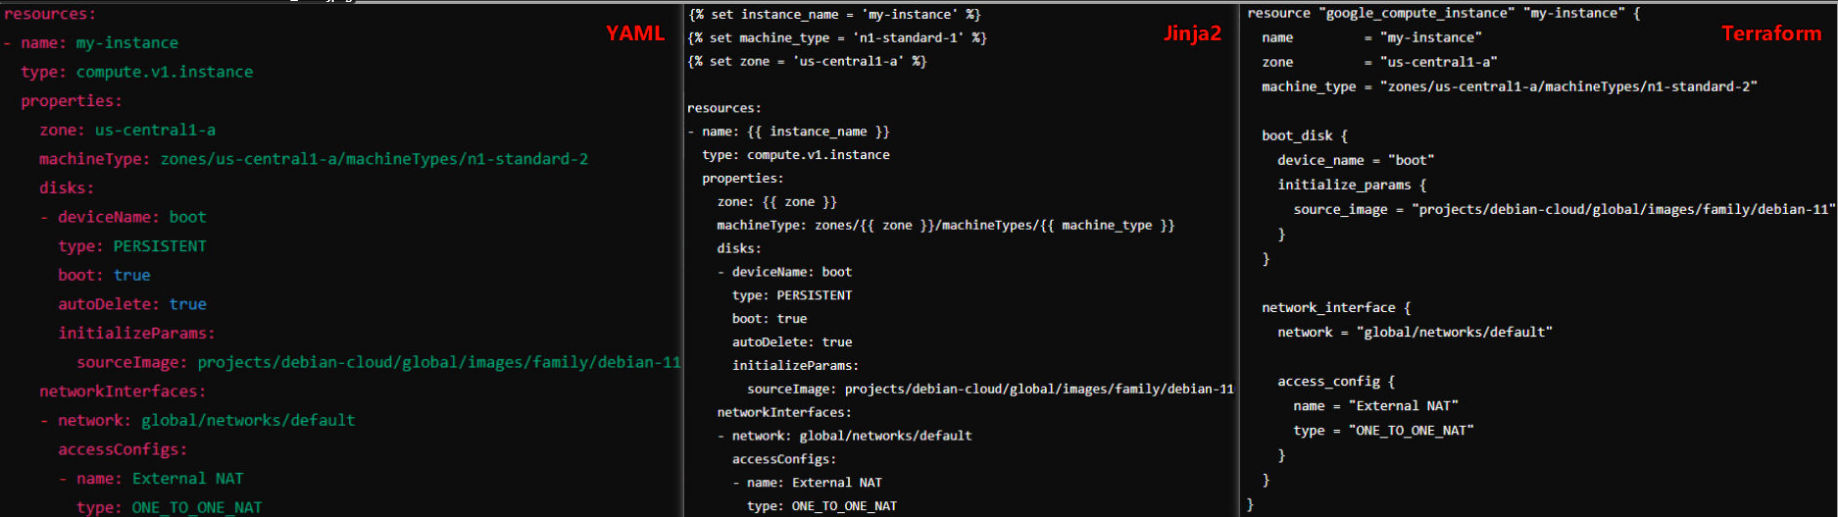 resources:
- name: my-instance
  type: compute.v1.instance
  properties:
    zone: us-central1-a
    machineType: zones/us-central1-a/machineTypes/n1-standard-2
    disks:
    - deviceName: boot
      type: PERSISTENT
      boot: true
      autoDelete: true
      initializeParams:
        sourceImage: projects/debian-cloud/global/images/family/debian-11
    networkInterfaces:
    - network: global/networks/default
      accessConfigs:
      - name: External NAT
        type: ONE_TO_ONE_NAT
YAML
{% set instance_name = 'my-instance' %}
{% set machine_type = 'n1-standard-1' %}
{% set zone = 'us-central1-a' %}
resources:
- name: {{ instance_name }}
  type: compute.v1.instance
  properties:
    zone: {{ zone }}
    machineType: zones/{{ zone }}/machineTypes/{{ machine_type }}
    disks:
    - deviceName: boot
      type: PERSISTENT
      boot: true
      autoDelete: true
      initializeParams:
        sourceImage: projects/debian-cloud/global/images/family/debian-11
    networkInterfaces:
    - network: global/networks/default
      accessConfigs:
      - name: External NAT
        type: ONE_TO_ONE_NAT
Jinja2
resource "google_compute_instance" "my-instance" {
  name         = "my-instance"
  zone         = "us-central1-a"
  machine_type = "zones/us-central1-a/machineTypes/n1-standard-2"
  boot_disk {
    device_name = "boot"
    initialize_params {
      source_image = "projects/debian-cloud/global/images/family/debian-11"
    }
  }
  network_interface {
    network = "global/networks/default"
    access_config {
      name = "External NAT"
      type = "ONE_TO_ONE_NAT"
    }
  }
}
Terraform